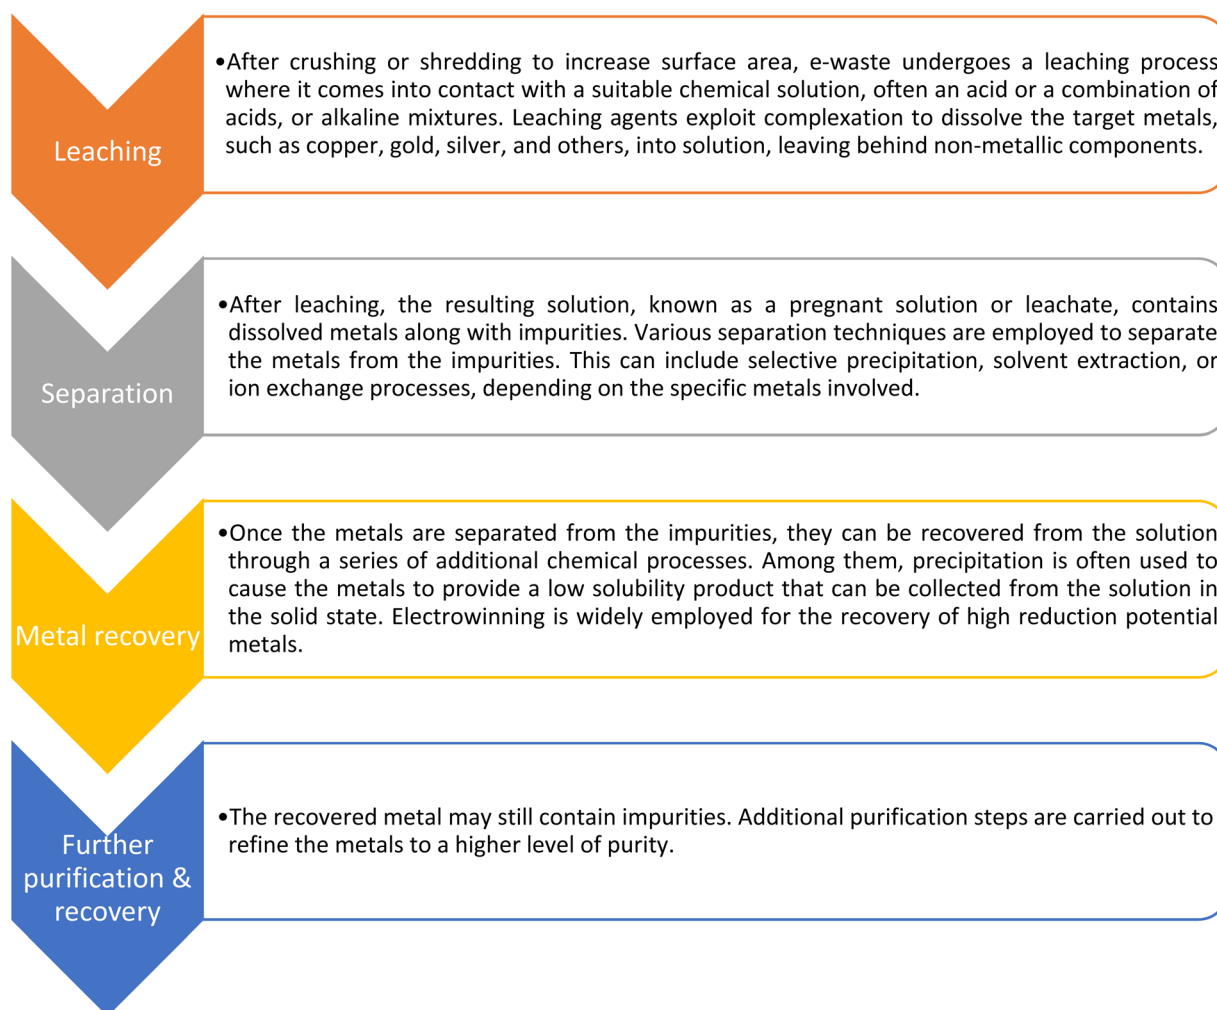 Leaching
•After crushing or shredding to increase surface area, e-waste undergoes a leaching process
where it comes into contact with a suitable chemical solution, often an acid or a combination of
acids, or alkaline mixtures. Leaching agents exploit complexation to dissolve the target metals,
such as copper, gold, silver, and others, into solution, leaving behind non-metallic components.
Separation
•After leaching, the resulting solution, known as a pregnant solution or leachate, contains
dissolved metals along with impurities. Various separation techniques are employed to separate
the metals from the impurities. This can include selective precipitation, solvent extraction, or
ion exchange processes, depending on the specific metals involved.
Metal recovery
•Once the metals are separated from the impurities, they can be recovered from the solution
through a series of additional chemical processes. Among them, precipitation is often used to
cause the metals to provide a low solubility product that can be collected from the solution in
the solid state. Electrowinning is widely employed for the recovery of high reduction potential
metals.
Further
purification &
recovery
•The recovered metal may still contain impurities. Additional purification steps are carried out to
refine the metals to a higher level of purity.